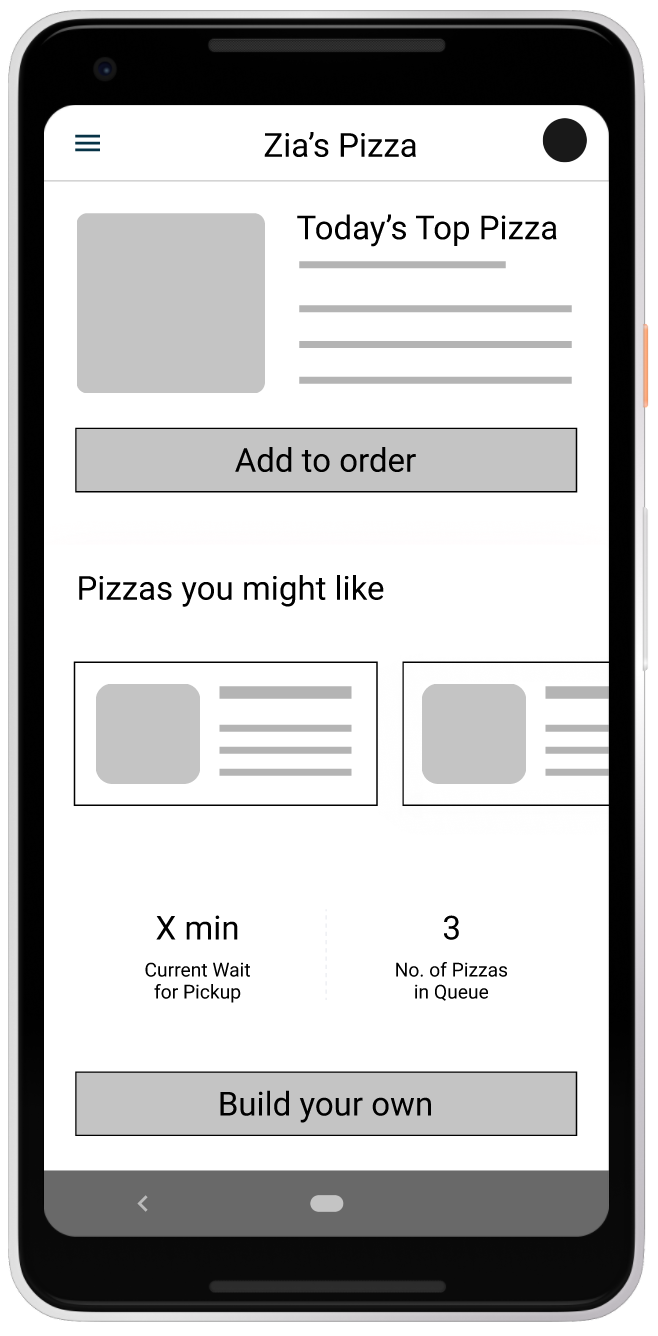 Zia’s Pizza
Today’s Top Pizza
Add to order
Pizzas you might like
X min
Current Wait
for Pickup
3
No. of Pizzas
in Queue
Build your own